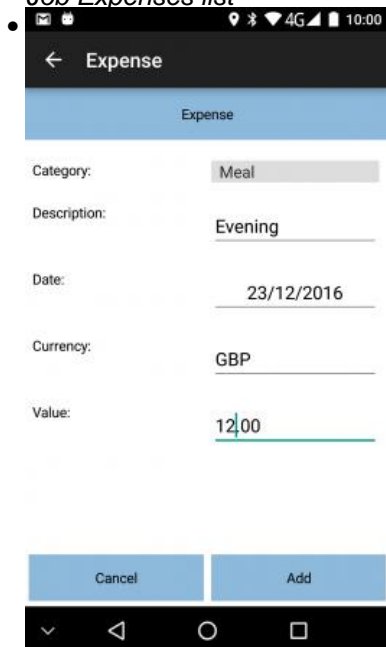 Job Expenses list
4G 10:00
Expense
Expense
Category: Meal
Description: Evening
Date: 23/12/2016
Currency: GBP
Value: 12.00
Cancel Add